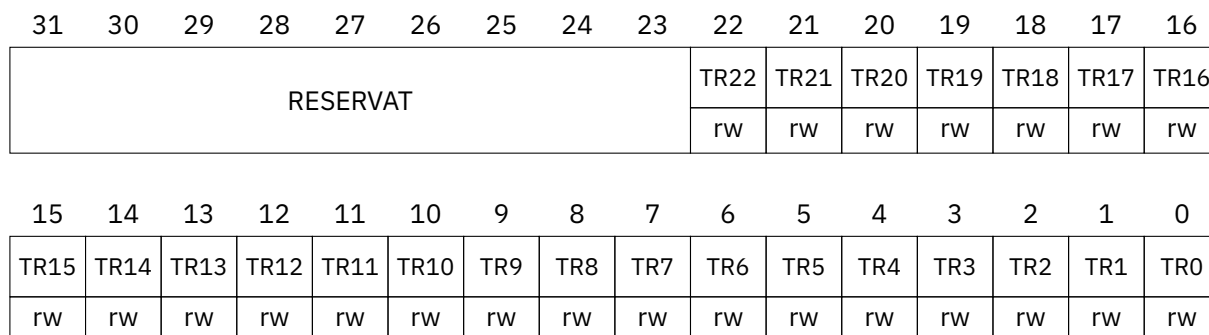 31 30 29 28 27 26 25 24 23 22 21 20 19 18 17 16
RESERVAT TR22 TR21 TR20 TR19 TR18 TR17 TR16
rw rw rw rw rw rw rw
15 14 13 12 11 10 9 8 7 6 5 4 3 2 1 0
TR15 TR14 TR13 TR12 TR11 TR10 TR9 TR8 TR7 TR6 TR5 TR4 TR3 TR2 TR1 TR0
rw rw rw rw rw rw rw rw rw rw rw rw rw rw rw rw